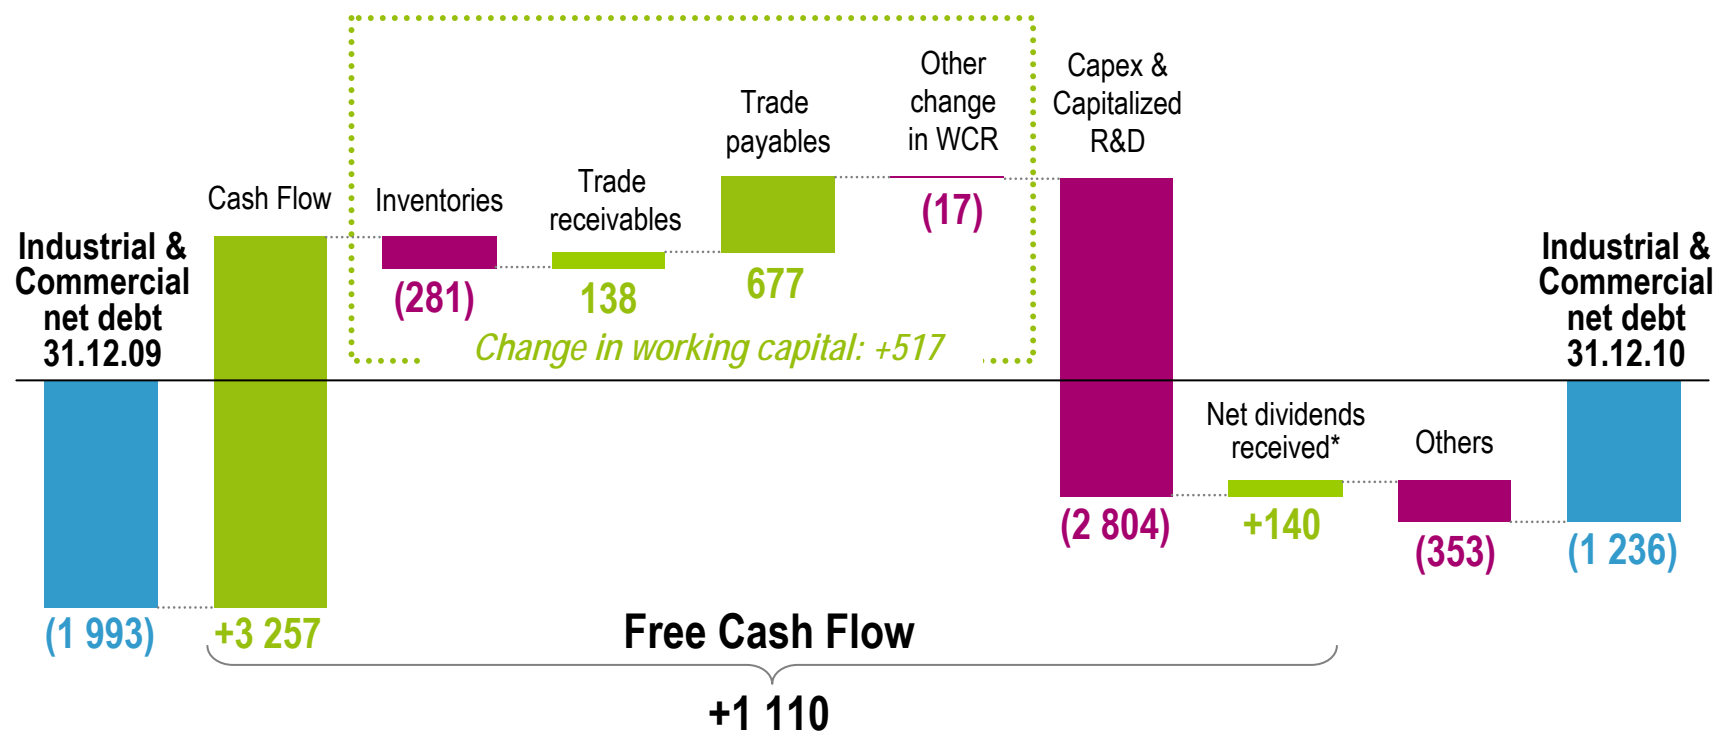 Industrial &
Commercial
net debt
31.12.09
(1 993)
Cash Flow
+3 257
Inventories
(281)
Trade
receivables
138
Trade
payables
677
Other
change
in WCR
(17)
Change in working capital: +517
Capex &
Capitalized
R&D
(2 804)
Net dividends
received*
+140
Others
(353)
Industrial &
Commercial
net debt
31.12.10
(1 236)
Free Cash Flow
+1 110